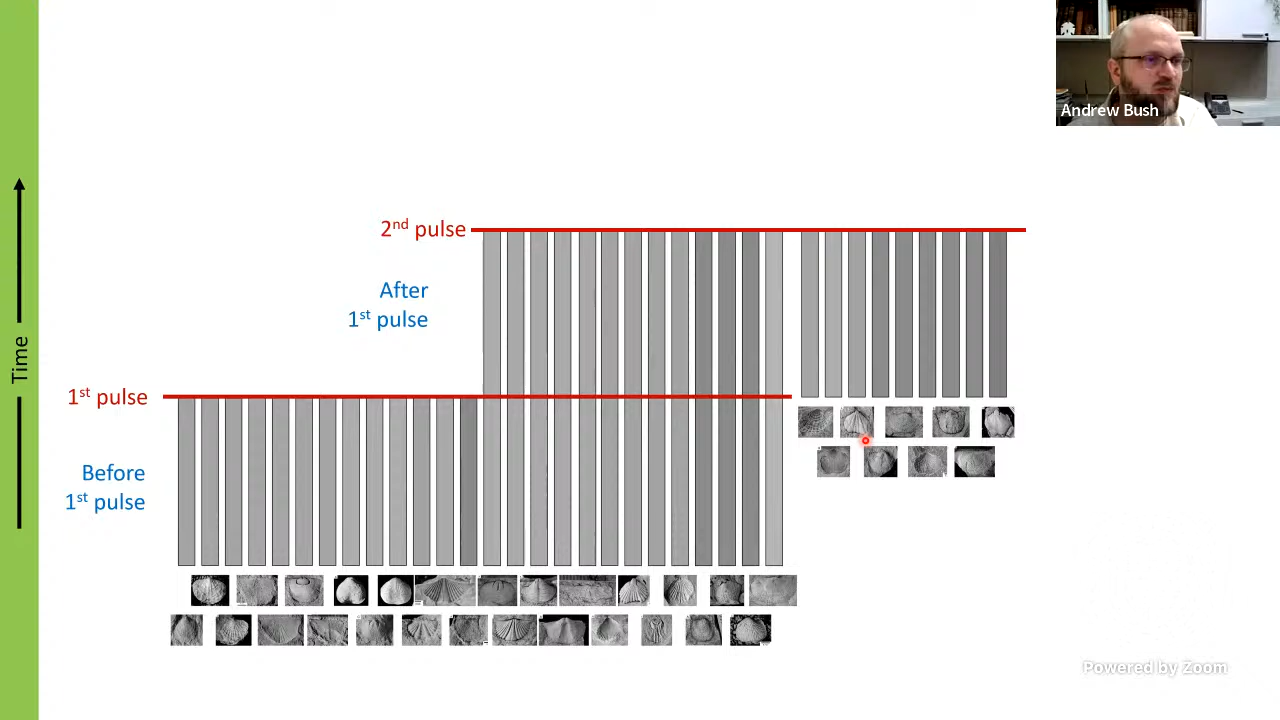 Andrew Bush
2nd pulse
After
1st pulse
Time
1st pulse
Before
1st pulse
Powered by Zoom